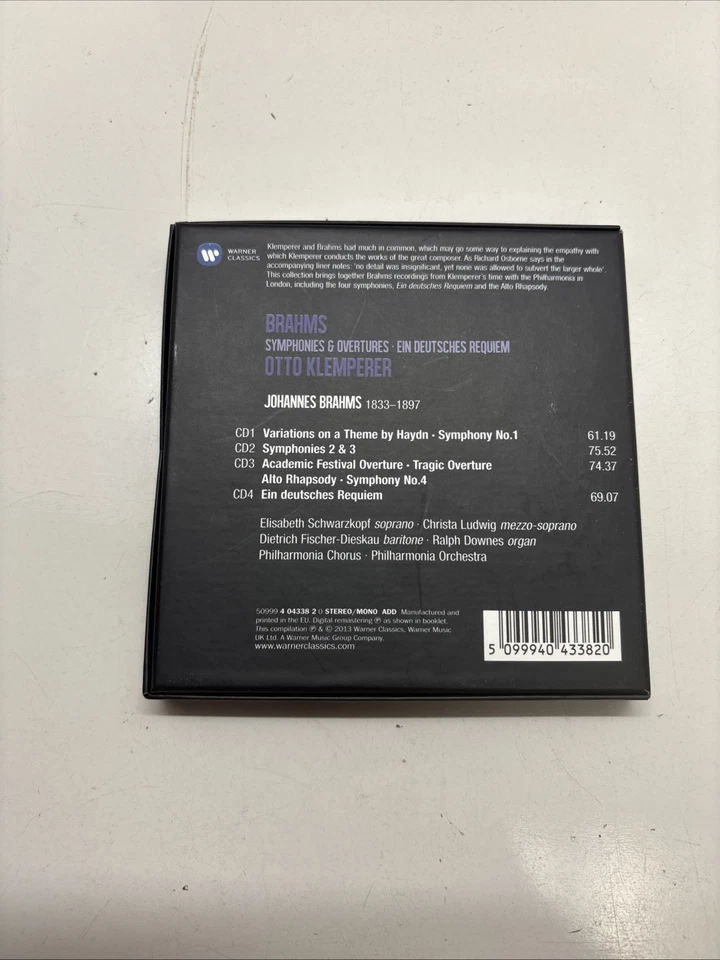 WARNER
CLASSICS
Klemperer and Brahms had much in common, which may go some way to explaining the empathy with
which Klemperer conducts the works of the great composer. As Richard Osborne says in the
accompanying liner notes: 'no detail was insignificant, yet none was allowed to subvert the larger whole'.
This collection brings together Brahms recordings from Klemperer's time with the Philharmonia in
London, including the four symphonies, Ein deutsches Requiem and the Alto Rhapsody.
BRAHMS
SYMPHONIES & OVERTURES · EIN DEUTSCHES REQUIEM
OTTO KLEMPERER
JOHANNES BRAHMS 1833–1897
CD1 Variations on a Theme by Haydn · Symphony No.1 61.19
CD2 Symphonies 2 & 3 75.52
CD3 Academic Festival Overture · Tragic Overture 74.37
Alto Rhapsody · Symphony No.4
CD4 Ein deutsches Requiem 69.07
Elisabeth Schwarzkopf soprano · Christa Ludwig mezzo-soprano
Dietrich Fischer-Dieskau baritone · Ralph Downes organ
Philharmonia Chorus · Philharmonia Orchestra
50999 4 04338 2 0 STEREO/MONO ADD Manufactured and
printed in the EU. Digital remastering ℗ as shown in booklet.
This compilation ℗ & © 2013 Warner Classics, Warner Music
UK Ltd. A Warner Music Group Company.
www.warnerclassics.com
5 099940 433820